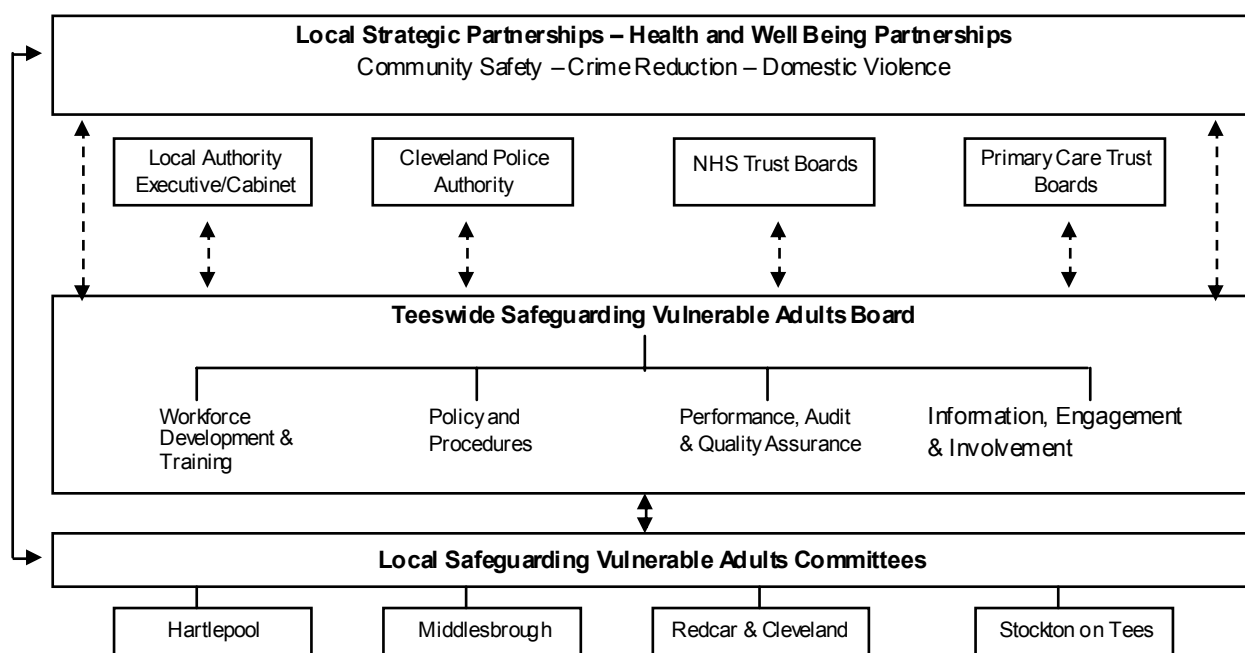 Local Strategic Partnerships – Health and Well Being Partnerships
Community Safety – Crime Reduction – Domestic Violence
Local Authority
Executive/Cabinet
Cleveland Police
Authority
NHS Trust Boards
Primary Care Trust
Boards
Teeswide Safeguarding Vulnerable Adults Board
Workforce
Development &
Training
Policy and
Procedures
Performance, Audit
& Quality Assurance
Information, Engagement
& Involvement
Local Safeguarding Vulnerable Adults Committees
Hartlepool
Middlesbrough
Redcar & Cleveland
Stockton on Tees